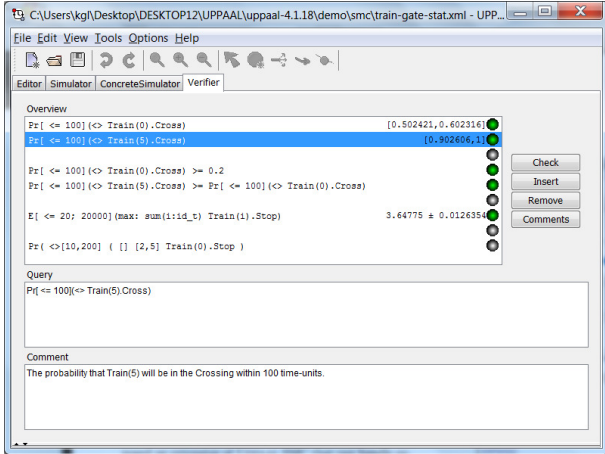 C:\Users\kgl\Desktop\DESKTOP12\UPPAAL\uppaal-4.1.18\demo\smc\train-gate-stat.xml - UPP...
File Edit View Tools Options Help
Editor Simulator ConcreteSimulator Verifier
Overview
Pr[ <= 100](<> Train(0).Cross) [0.502421,0.602316]
Pr[ <= 100](<> Train(5).Cross) [0.902606,1]
Pr[ <= 100](<> Train(0).Cross) >= 0.2
Pr[ <= 100](<> Train(5).Cross) >= Pr[ <= 100](<> Train(0).Cross)
E[ <= 20; 20000](max: sum(i:id_t) Train(i).Stop) 3.64775 ± 0.0126354
Pr( <>[10,200] ( [] [2,5] Train(0).Stop )
Check
Insert
Remove
Comments
Query
Pr[ <= 100](<> Train(5).Cross)
Comment
The probability that Train(5) will be in the Crossing within 100 time-units.